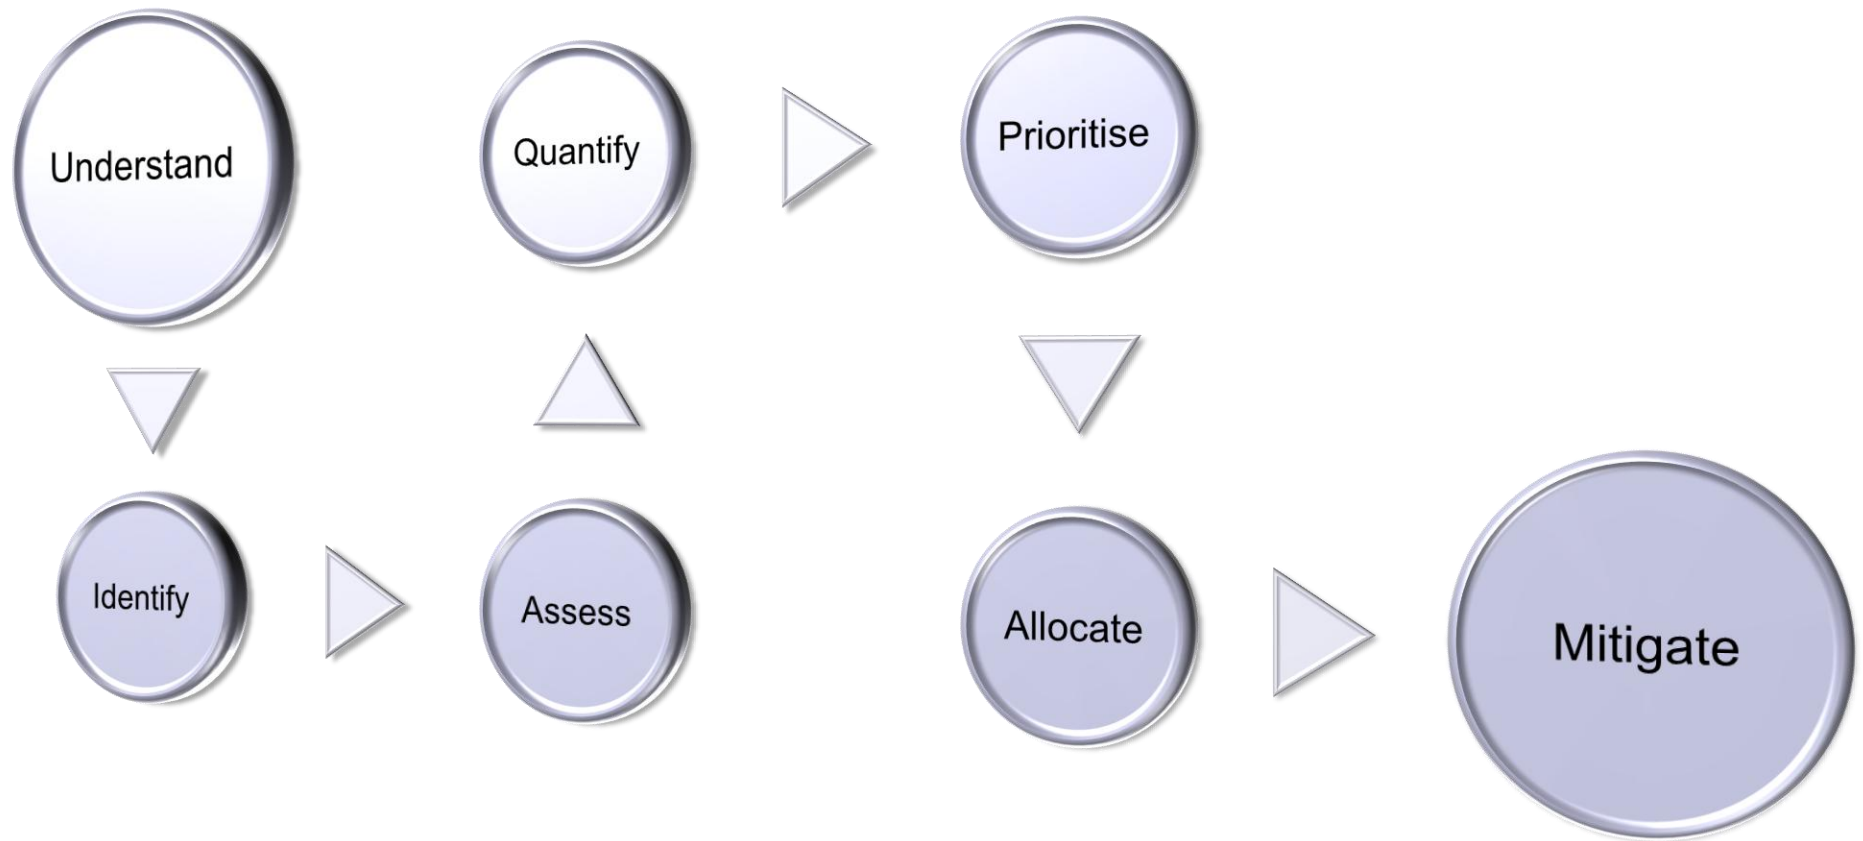 Understand
Identify
Assess
Quantify
Prioritise
Allocate
Mitigate